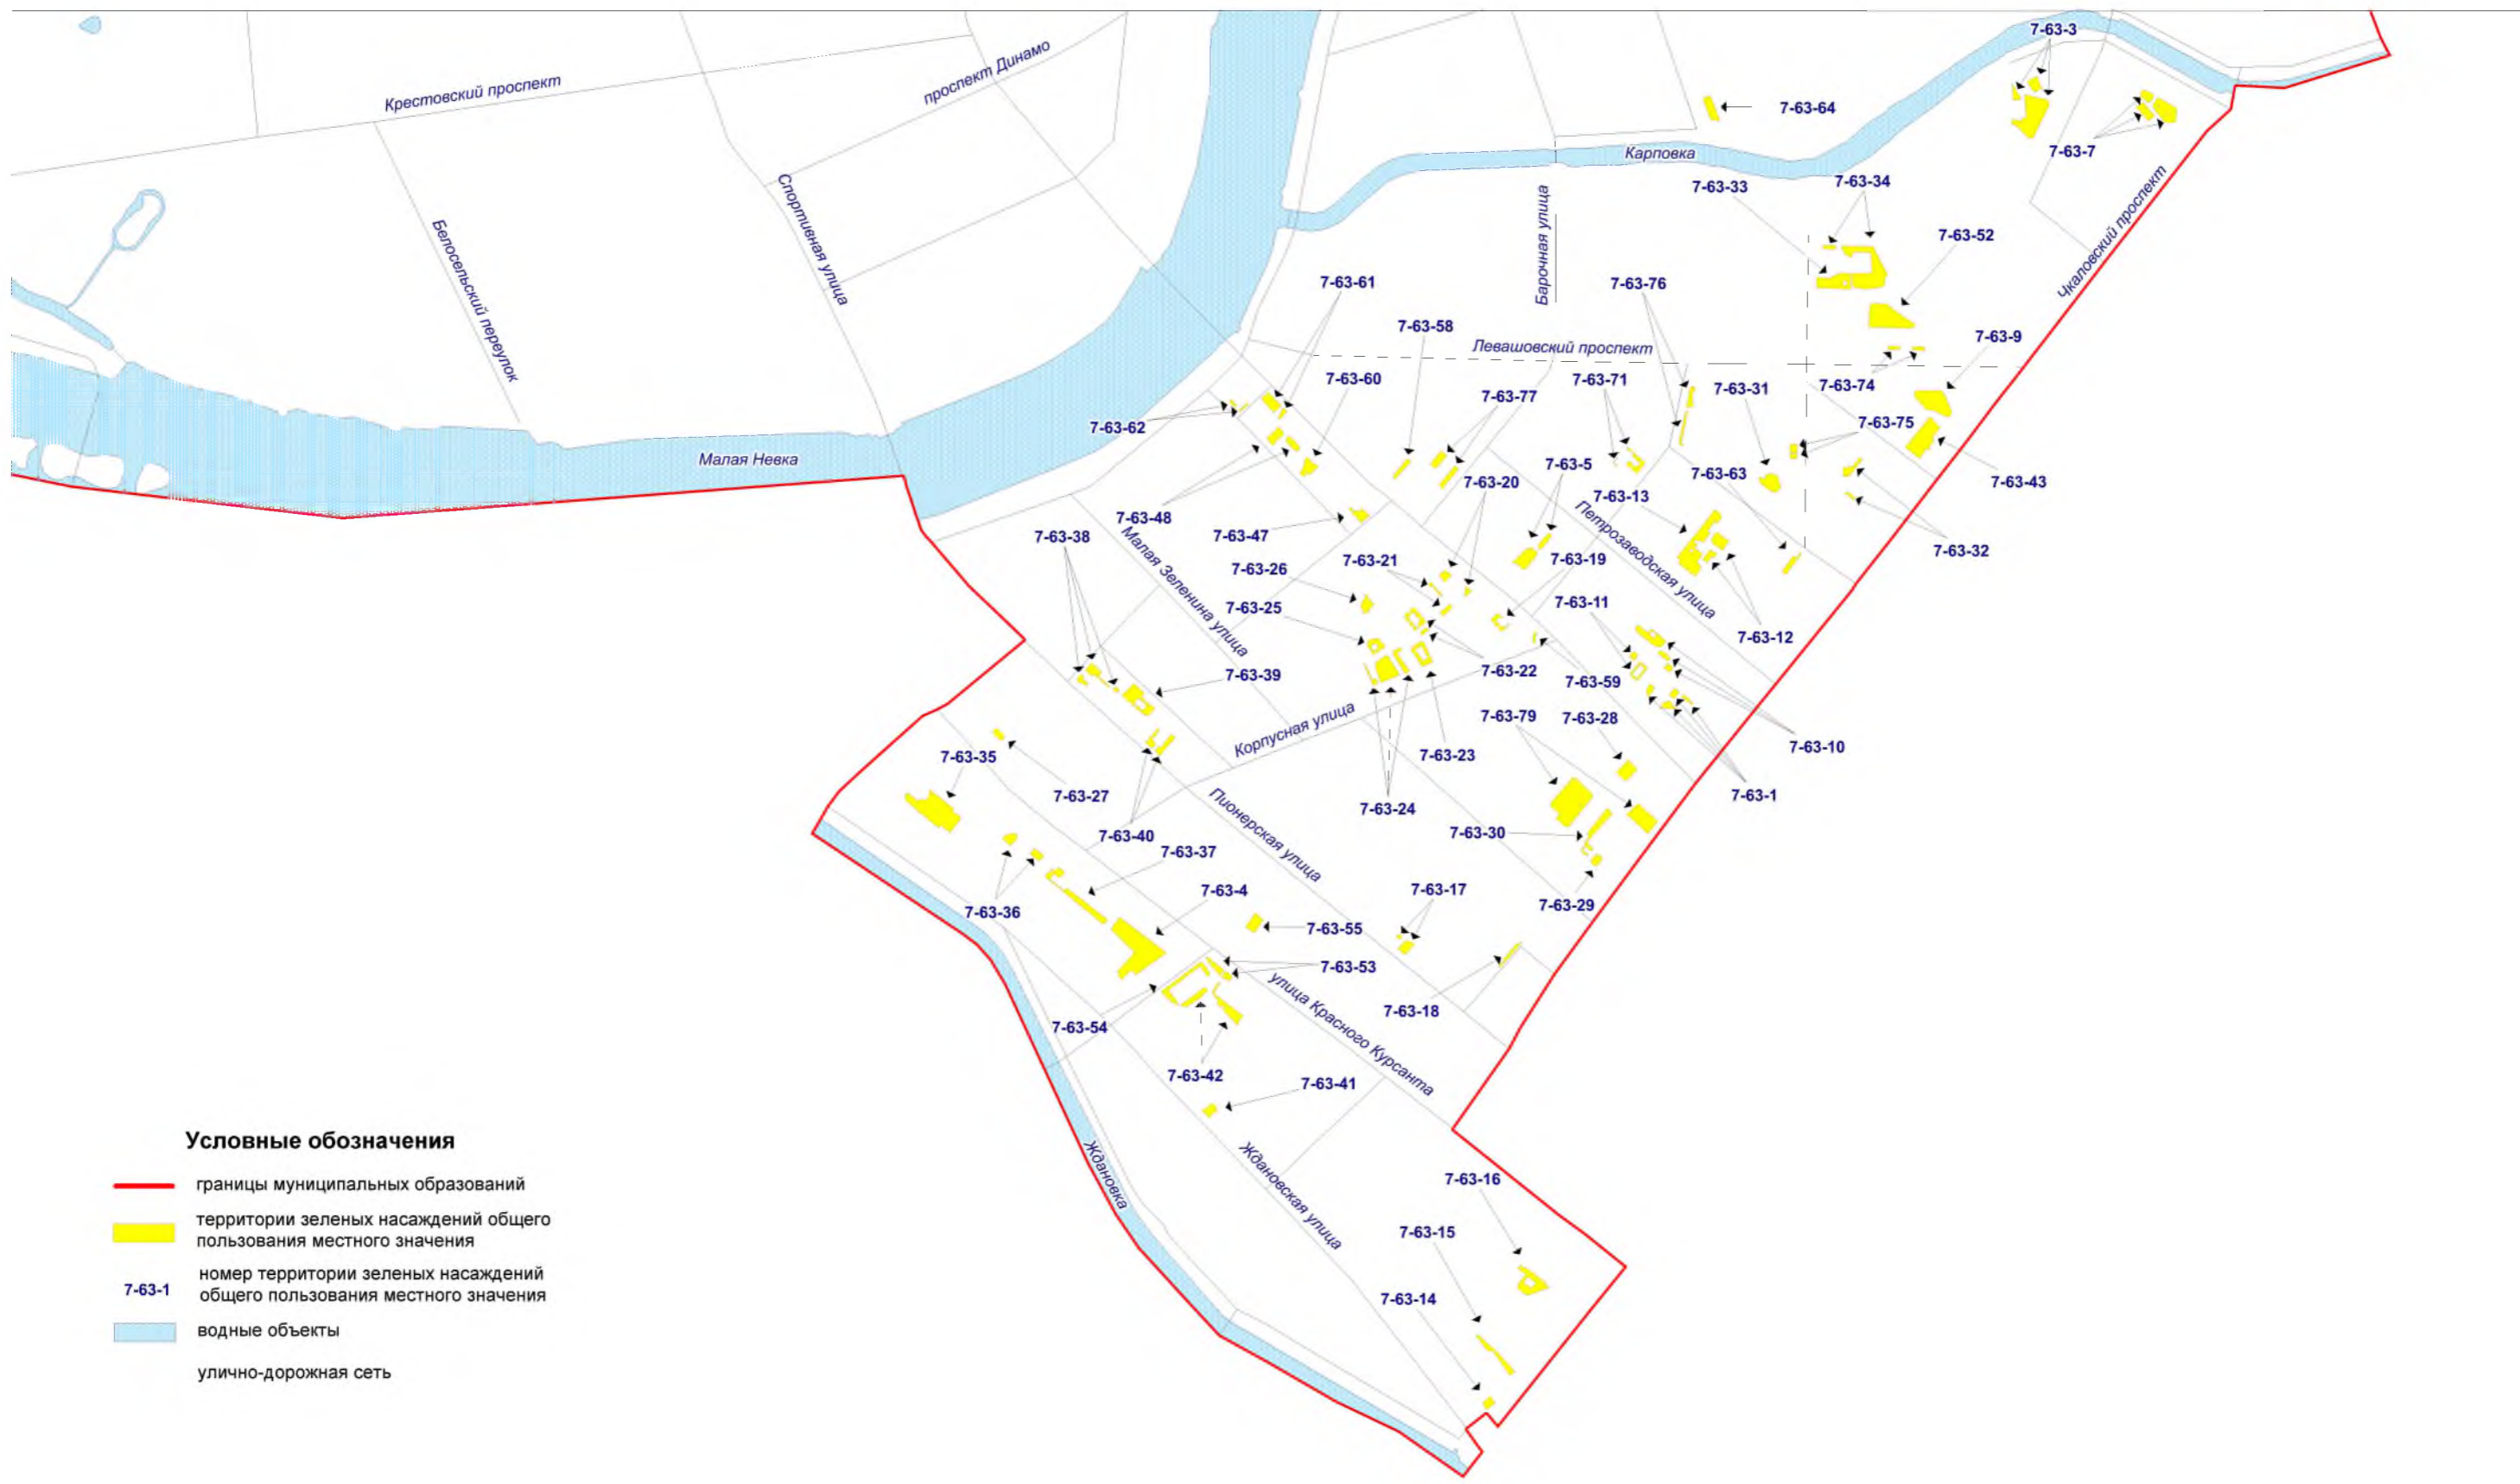 7-63-3
Крестовский проспект
проспект Динамо
7-63-64
Карповка
7-63-7
Спортивная улица
7-63-33
7-63-34
Чкаловский проспект
Белосельский переулок
Барочная улица
7-63-52
7-63-61
7-63-76
7-63-58
Левашовский проспект
7-63-9
7-63-60
7-63-71
7-63-31
7-63-74
7-63-77
7-63-62
7-63-75
Малая Невка
7-63-5
7-63-63
7-63-20
7-63-43
7-63-13
7-63-48
Петрозаводская улица
7-63-38
7-63-47
Малая Зеленина улица
7-63-32
7-63-21
7-63-19
7-63-26
7-63-25
7-63-11
7-63-12
7-63-39
7-63-22
7-63-59
Корпусная улица
7-63-79
7-63-28
7-63-35
7-63-23
7-63-10
7-63-27
7-63-1
7-63-24
7-63-40
Пионерская улица
7-63-30
7-63-37
7-63-4
7-63-17
7-63-36
7-63-29
7-63-55
7-63-53
улица Красного Курсанта
7-63-18
7-63-54
7-63-42
7-63-41
Ждановка
Ждановская улица
7-63-16
7-63-15
7-63-14
Условные обозначения
границы муниципальных образований
территории зеленых насаждений общего
пользования местного значения
7-63-1
номер территории зеленых насаждений
общего пользования местного значения
водные объекты
улично-дорожная сеть